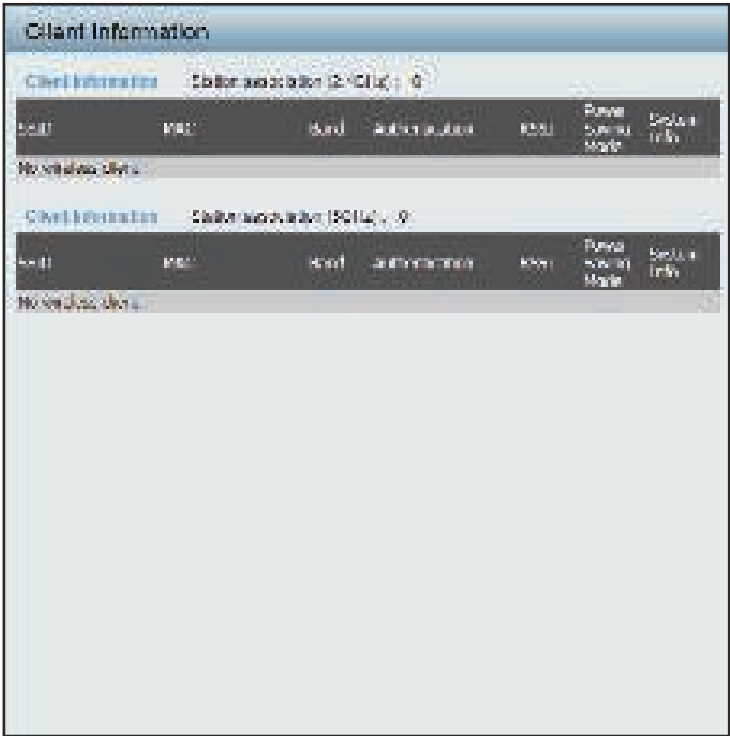 Client Information
Client Information Station association (2.4GHz) : 0
SSID MAC Band Authentication RSSI Power Saving Mode System Info
No wireless client.
Client Information Station association (5GHz) : 0
SSID MAC Band Authentication RSSI Power Saving Mode System Info
No wireless client.